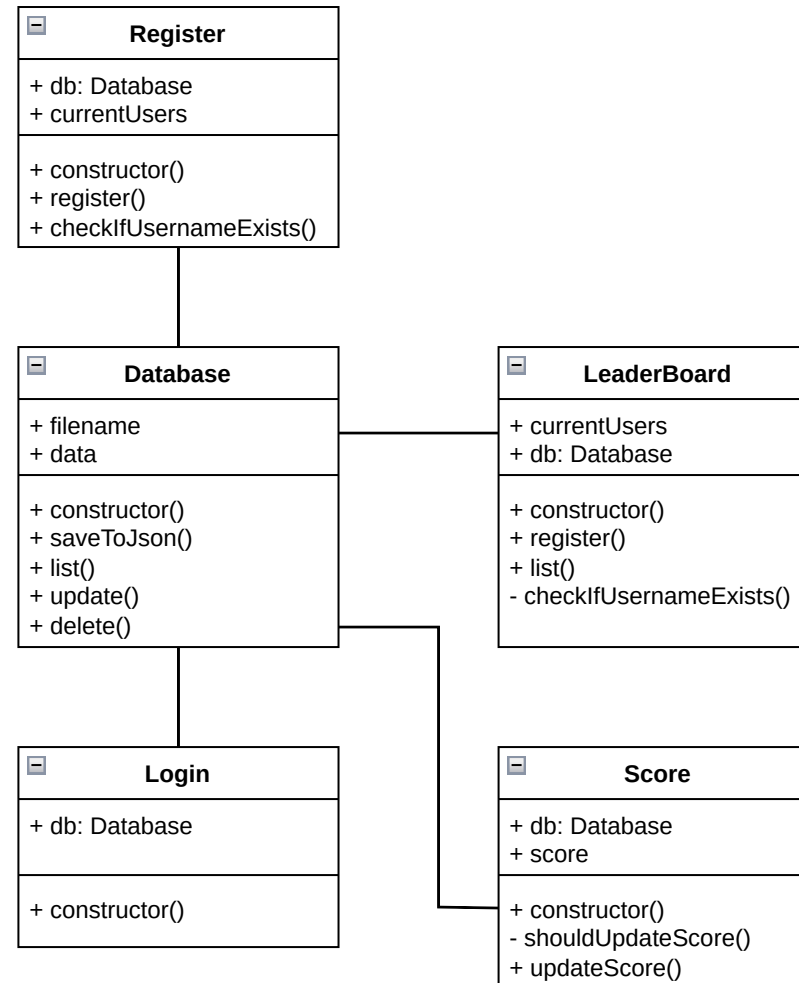 Register
+ db: Database
+ currentUsers
+ constructor()
+ register()
+ checkIfUsernameExists()
Database
+ filename
+ data
+ constructor()
+ saveToJson()
+ list()
+ update()
+ delete()
LeaderBoard
+ currentUsers
+ db: Database
+ constructor()
+ register()
+ list()
- checkIfUsernameExists()
Login
+ db: Database
+ constructor()
Score
+ db: Database
+ score
+ constructor()
- shouldUpdateScore()
+ updateScore()